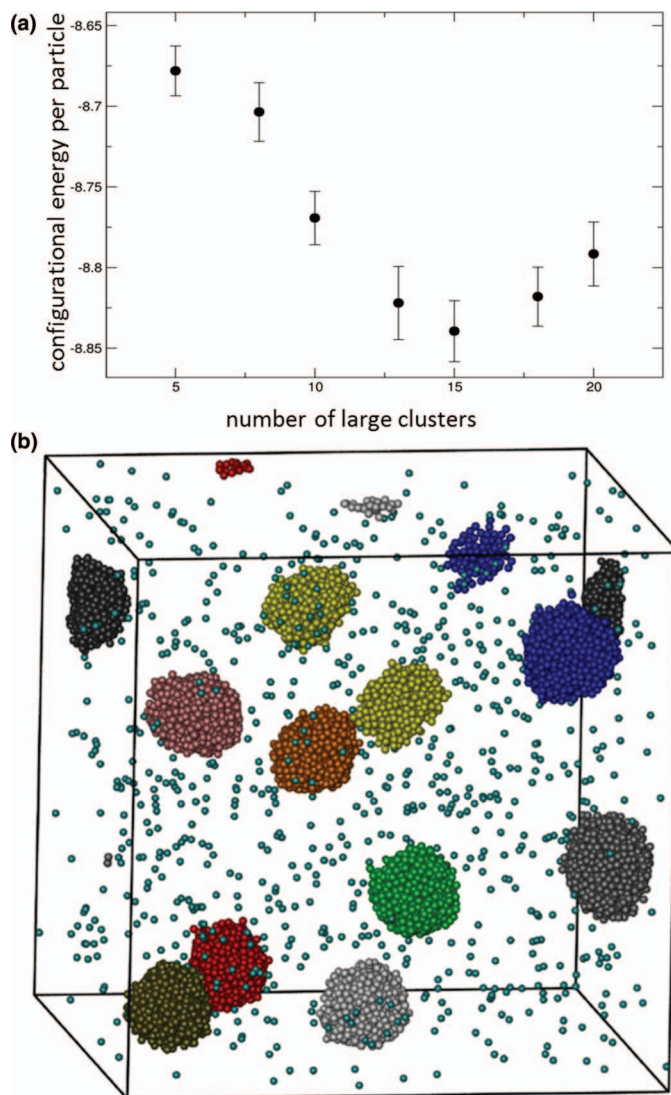 (a)
-8.65
-8.7
-8.75
-8.8
-8.85
configurational energy per particle
5 10 15 20
number of large clusters
(b)